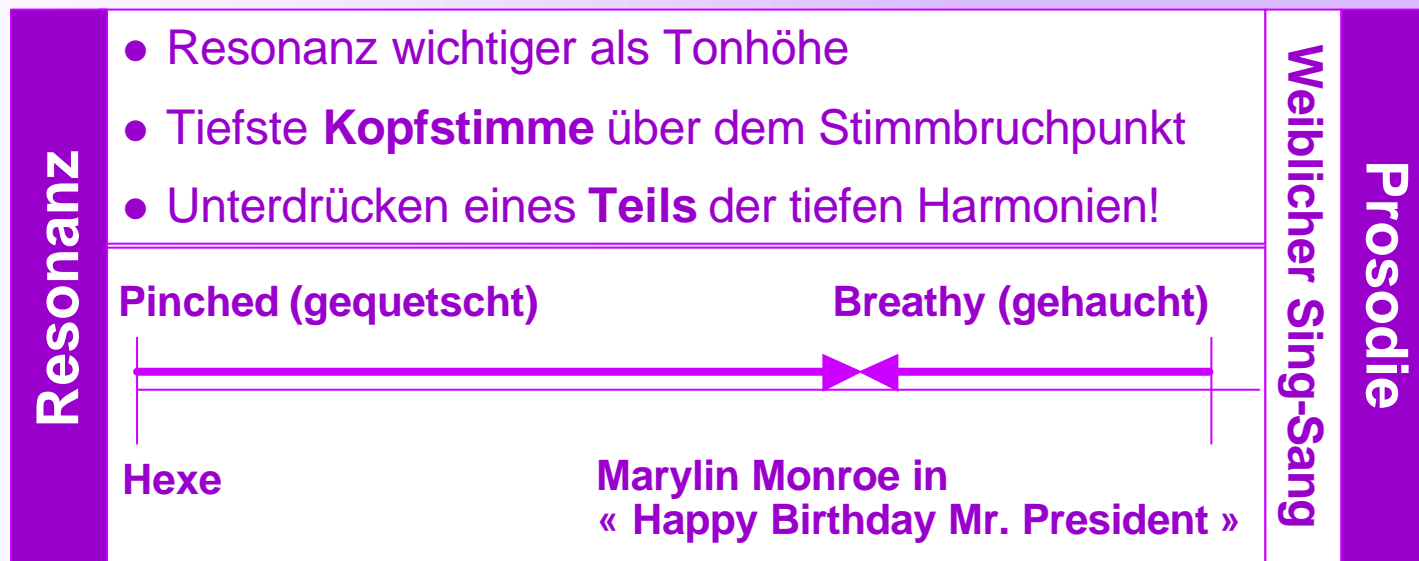 Resonanz
● Resonanz wichtiger als Tonhöhe
● Tiefste Kopfstimme über dem Stimmbruchpunkt
● Unterdrücken eines Teils der tiefen Harmonien!
Pinched (gequetscht)
Breathy (gehaucht)
Hexe
Marylin Monroe in
« Happy Birthday Mr. President »
Weiblicher Sing-Sang
Prosodie